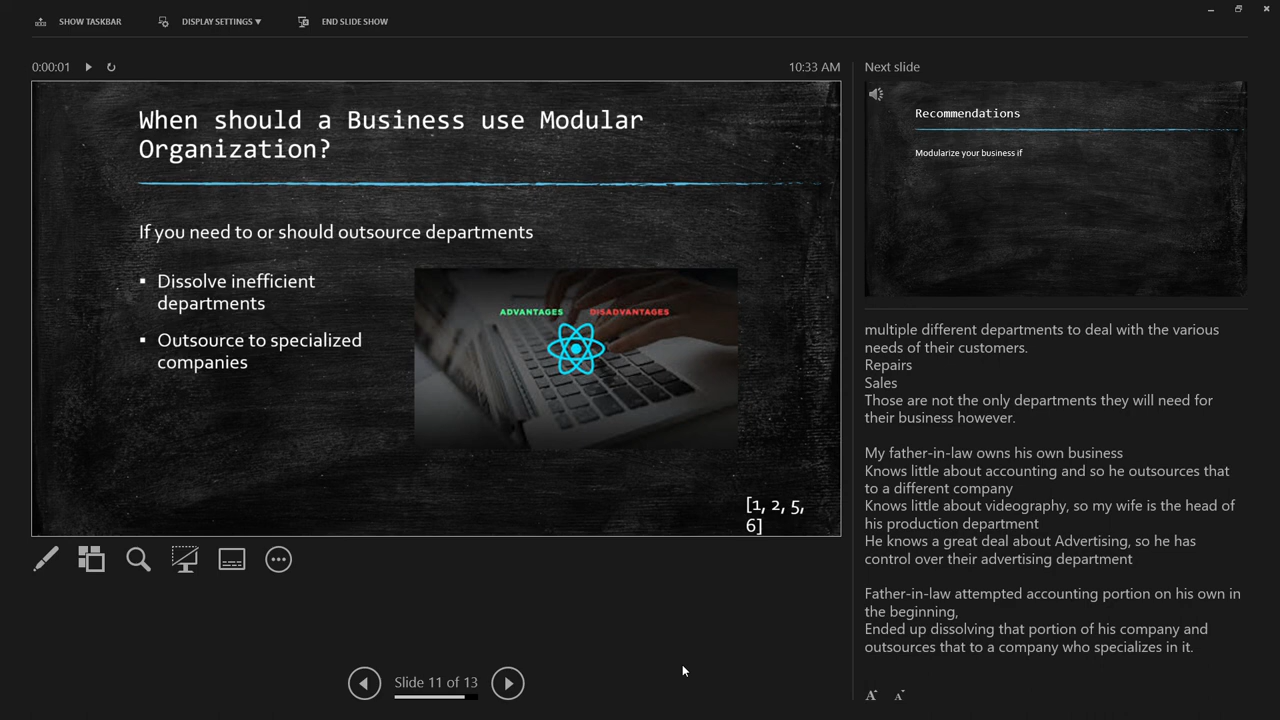 SHOW TASKBAR
DISPLAY SETTINGS ▼
END SLIDE SHOW
0:00:01
10:33 AM
When should a Business use Modular
Organization?
If you need to or should outsource departments
▪ Dissolve inefficient
departments
▪ Outsource to specialized
companies
ADVANTAGES DISADVANTAGES
[1, 2, 5,
6]
Slide 11 of 13
Next slide
Recommendations
Modularize your business if
multiple different departments to deal with the various
needs of their customers.
Repairs
Sales
Those are not the only departments they will need for
their business however.
My father-in-law owns his own business
Knows little about accounting and so he outsources that
to a different company
Knows little about videography, so my wife is the head of
his production department
He knows a great deal about Advertising, so he has
control over their advertising department
Father-in-law attempted accounting portion on his own in
the beginning,
Ended up dissolving that portion of his company and
outsources that to a company who specializes in it.
A A